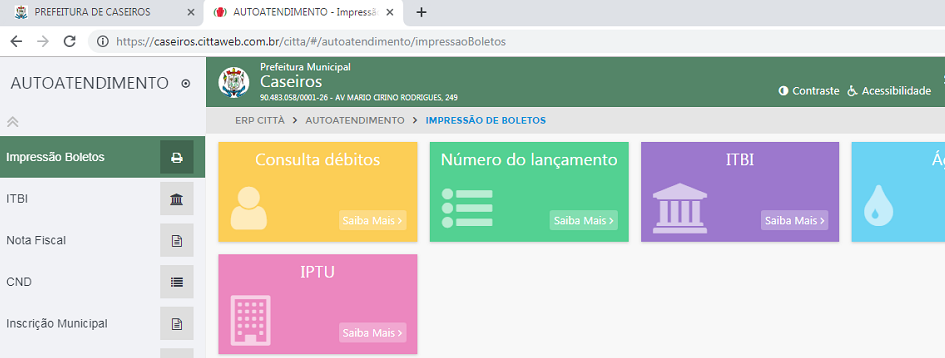 PREFEITURA DE CASEIROS
AUTOATENDIMENTO - Impressã
https://caseiros.cittaweb.com.br/citta/#/autoatendimento/impressaoBoletos
AUTOATENDIMENTO
Prefeitura Municipal
Caseiros
90.483.058/0001-26 - AV MARIO CIRINO RODRIGUES, 249
Contraste
Acessibilidade
ERP CITTÀ > AUTOATENDIMENTO > IMPRESSÃO DE BOLETOS
Impressão Boletos
ITBI
Nota Fiscal
CND
Inscrição Municipal
Consulta débitos
Saiba Mais >
Número do lançamento
Saiba Mais >
ITBI
Saiba Mais >
IPTU
Saiba Mais >